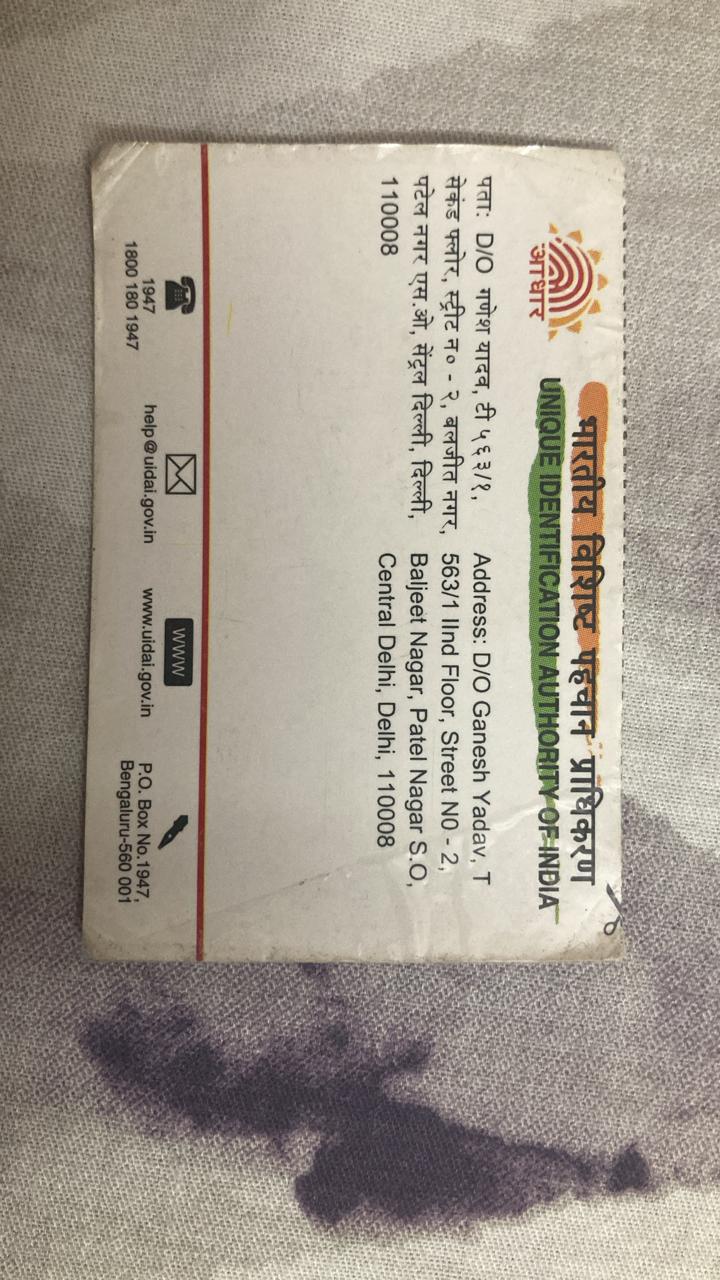 आधार
भारतीय विशिष्ट पहचान प्राधिकरण
UNIQUE IDENTIFICATION AUTHORITY OF INDIA
पता: D/O गणेश यादव, टी ५६३/१,
सेकंड फ्लोर, स्ट्रीट न० - २, बलजीत नगर,
पटेल नगर एस.ओ, सेंट्रल दिल्ली, दिल्ली,
110008
Address: D/O Ganesh Yadav, T
563/1 IInd Floor, Street N0 - 2,
Baljeet Nagar, Patel Nagar S.O,
Central Delhi, Delhi, 110008
1947
1800 180 1947
help@uidai.gov.in
WWW
www.uidai.gov.in
P.O. Box No.1947,
Bengaluru-560 001